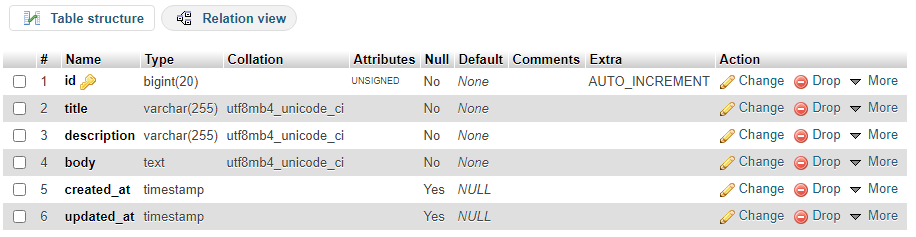 Table structure Relation view
# Name Type Collation Attributes Null Default Comments Extra Action
1 id bigint(20) UNSIGNED No None AUTO_INCREMENT Change Drop More
2 title varchar(255) utf8mb4_unicode_ci No None Change Drop More
3 description varchar(255) utf8mb4_unicode_ci No None Change Drop More
4 body text utf8mb4_unicode_ci No None Change Drop More
5 created_at timestamp Yes NULL Change Drop More
6 updated_at timestamp Yes NULL Change Drop More